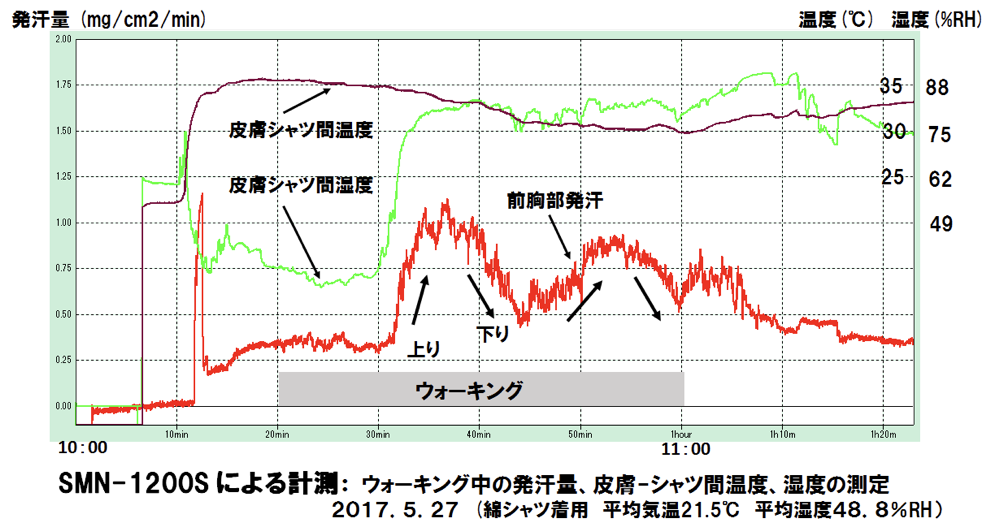 発汗量 (mg/cm2/min) 温度(℃) 湿度(%RH)
2.00
1.75 35 88
皮膚シャツ間温度
1.50 30 75
皮膚シャツ間湿度
1.25 25 62
前胸部発汗
1.00 49
0.75
0.50
上り 下り
0.25
ウォーキング
0.00
10min 20min 30min 40min 50min 1hour 1h10m 1h20m
10:00 11:00
SMN-1200Sによる計測: ウォーキング中の発汗量、皮膚-シャツ間温度、湿度の測定
2017. 5. 27 (綿シャツ着用 平均気温21.5℃ 平均湿度48.8%RH)